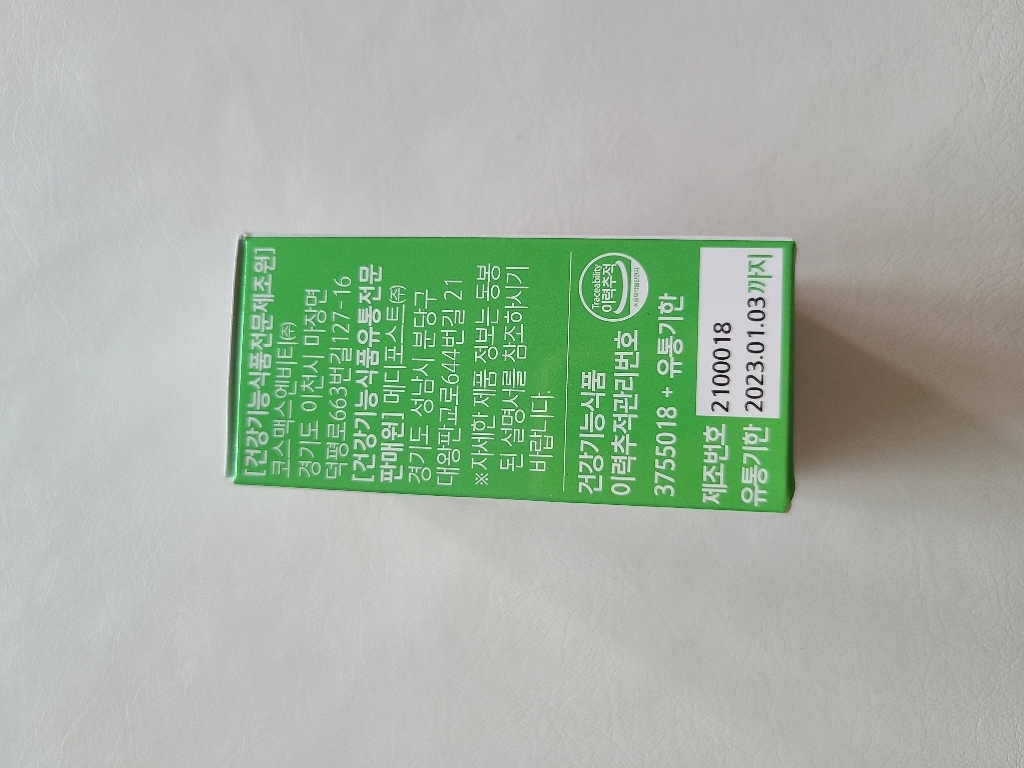 [건강기능식품전문제조원]
코스맥스엔비티㈜
경기도 이천시 마장면
덕평로663번길127-16
[건강기능식품유통전문
판매원] 메디포스트㈜
경기도 성남시 분당구
대왕판교로644번길 21
※자세한 제품 정보는 동봉
된 설명서를 참조하시기
바랍니다.
건강기능식품
이력추적관리번호
3755018 + 유통기한
Traceability
이력추적
제조번호 2100018
유통기한 2023.01.03 까지